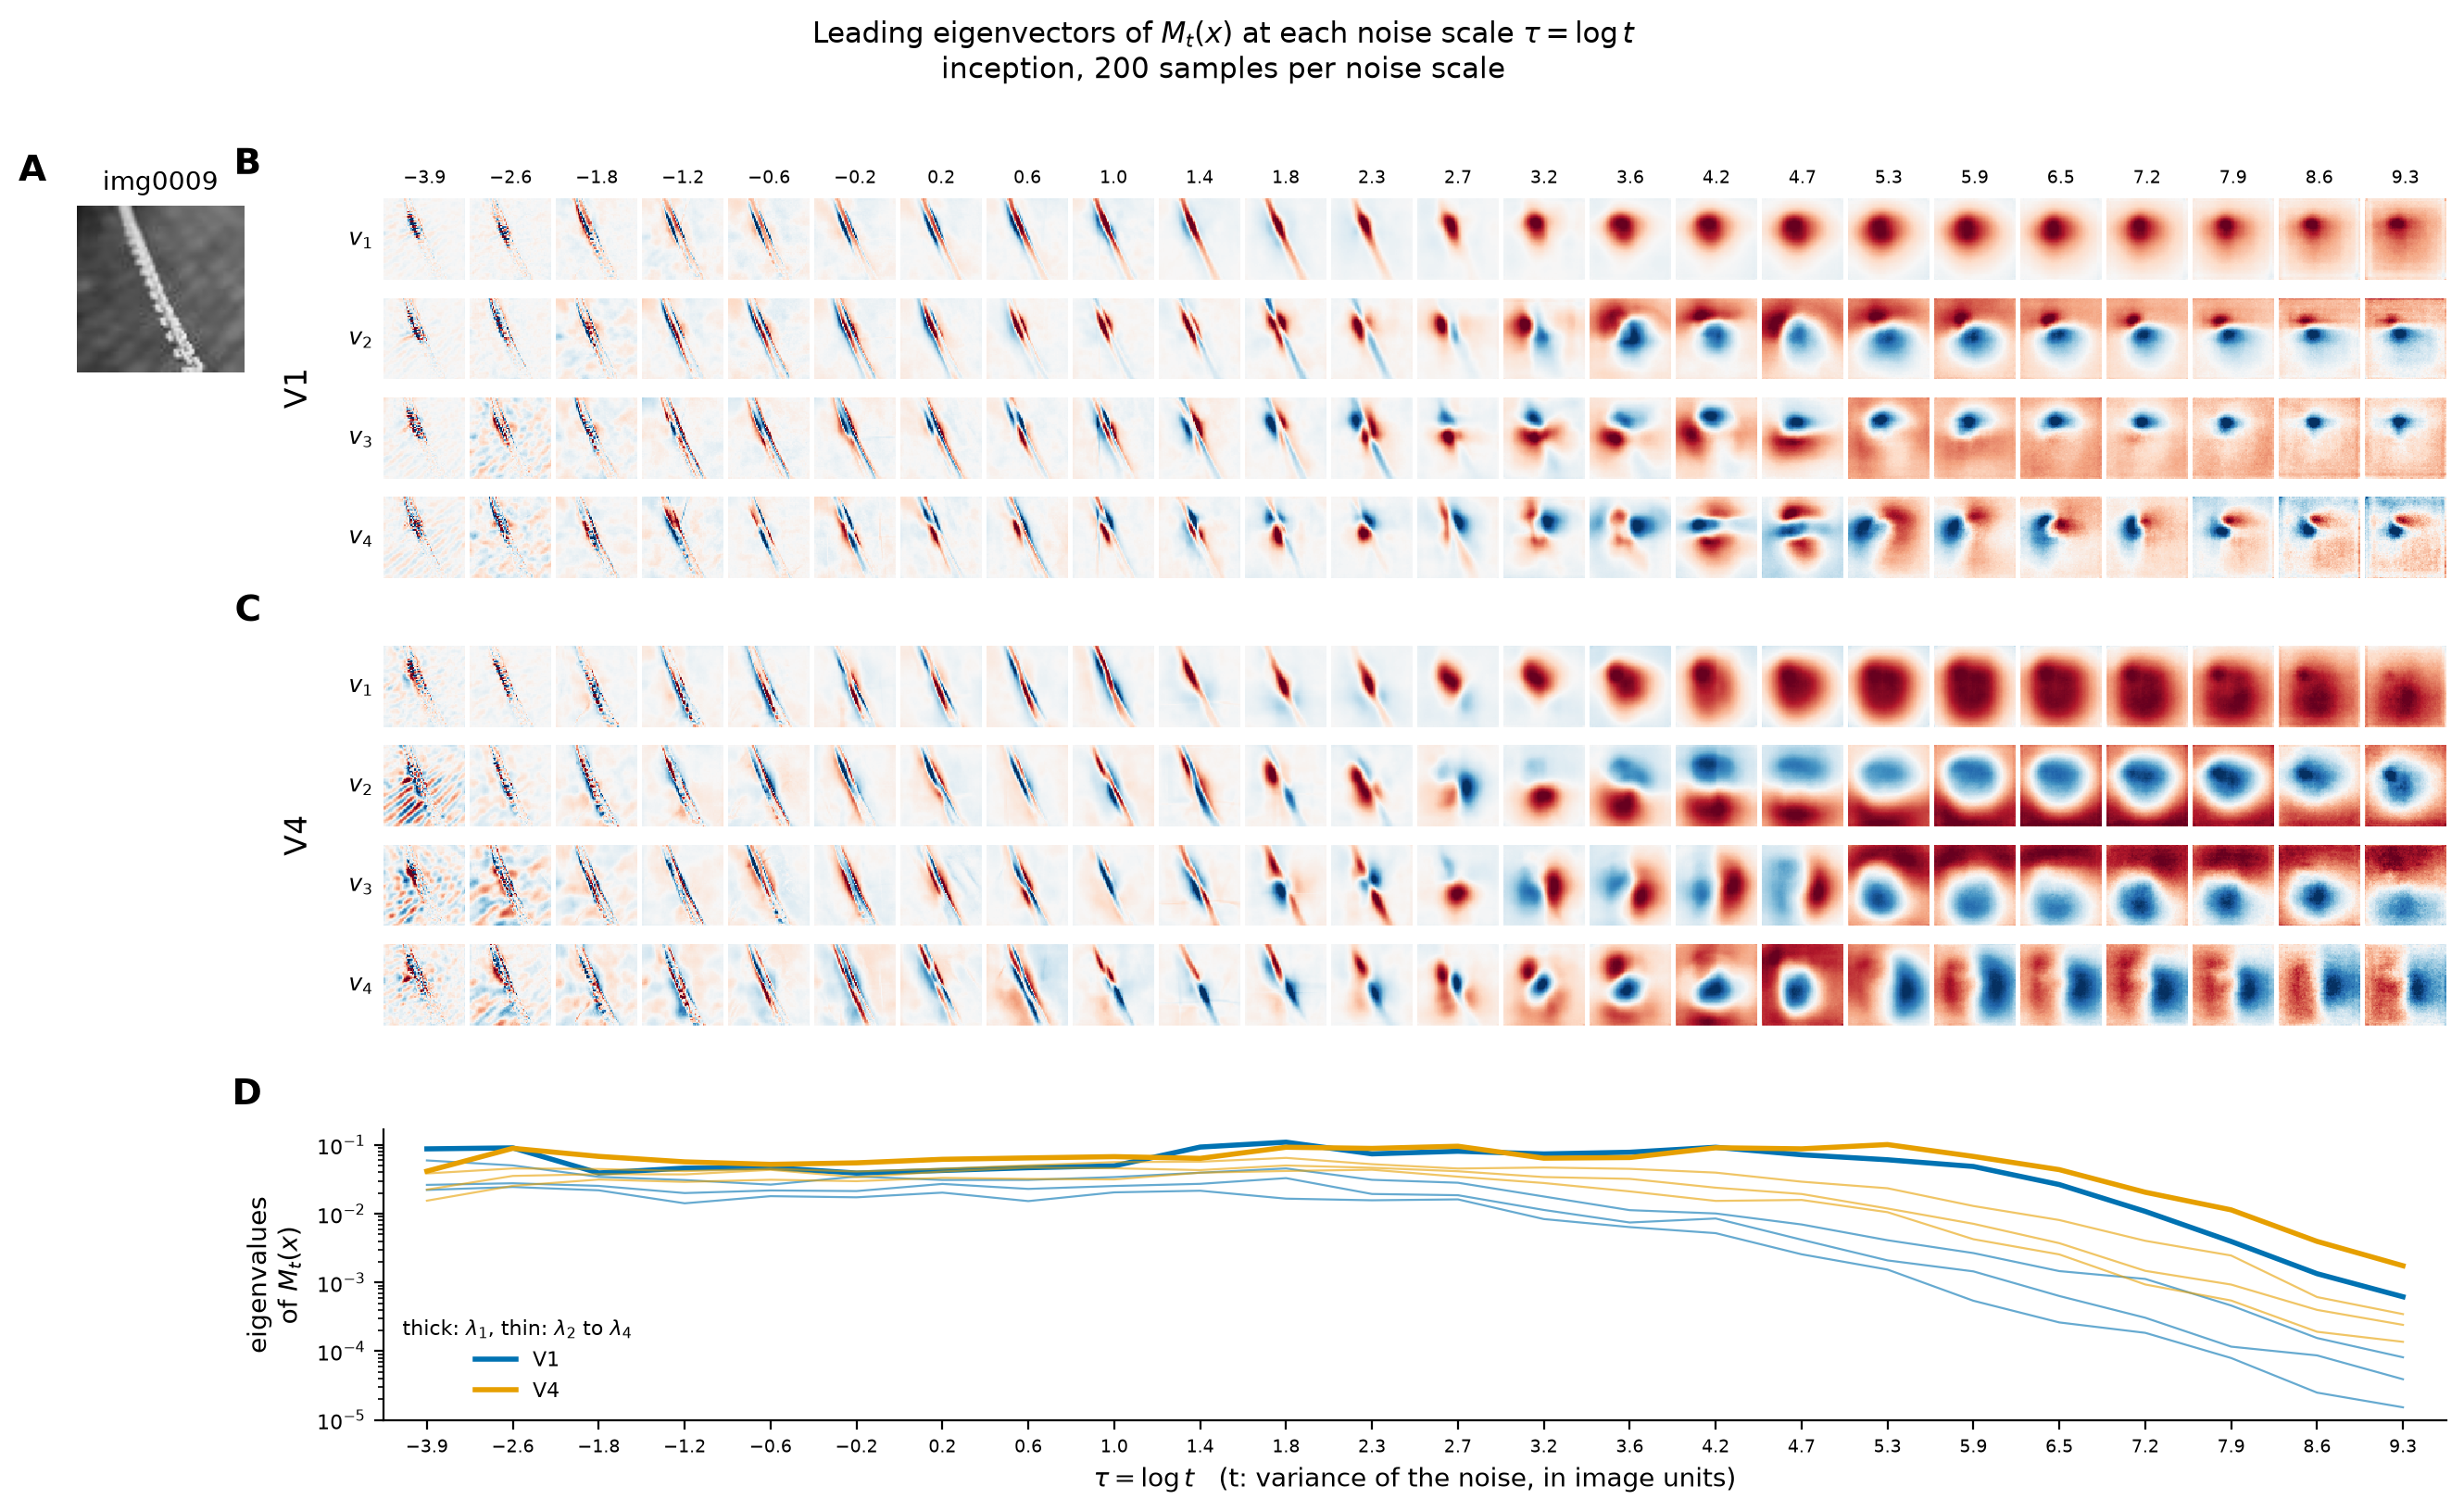 Leading eigenvectors of Mₜ(x) at each noise scale τ = log t
inception, 200 samples per noise scale
A
img0009
B
−3.9 −2.6 −1.8 −1.2 −0.6 −0.2 0.2 0.6 1.0 1.4 1.8 2.3 2.7 3.2 3.6 4.2 4.7 5.3 5.9 6.5 7.2 7.9 8.6 9.3
V1
v₁
v₂
v₃
v₄
C
V4
v₁
v₂
v₃
v₄
D
eigenvalues
of Mₜ(x)
10⁻¹
10⁻²
10⁻³
10⁻⁴
10⁻⁵
thick: λ₁, thin: λ₂ to λ₄
V1
V4
−3.9 −2.6 −1.8 −1.2 −0.6 −0.2 0.2 0.6 1.0 1.4 1.8 2.3 2.7 3.2 3.6 4.2 4.7 5.3 5.9 6.5 7.2 7.9 8.6 9.3
τ = log t (t: variance of the noise, in image units)